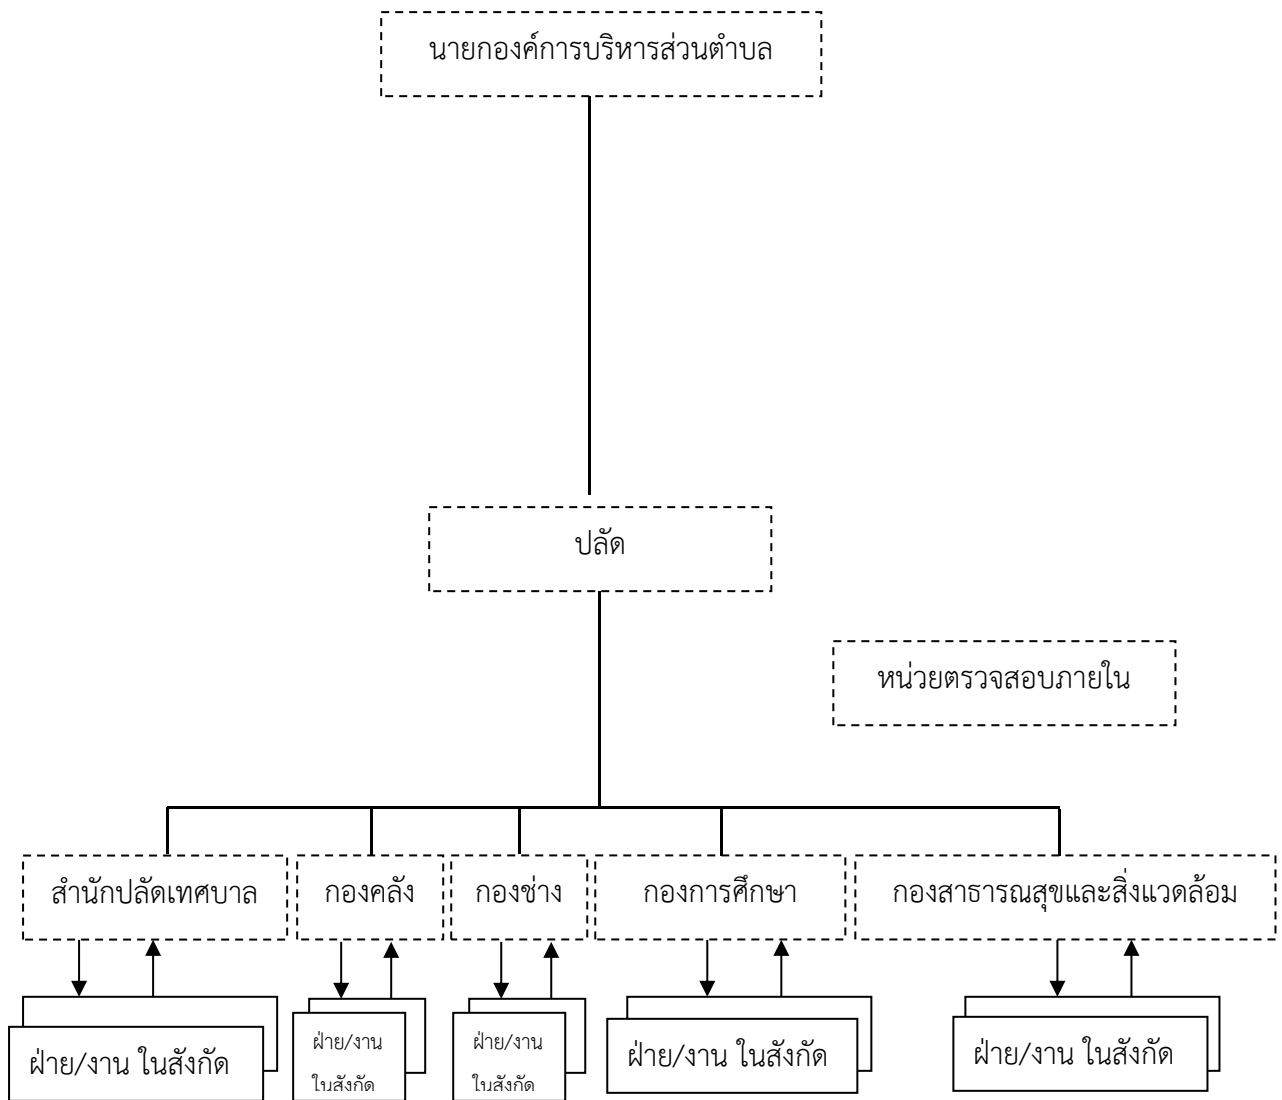 นายกองค์การบริหารส่วนตำบล
ปลัด
หน่วยตรวจสอบภายใน
สำนักปลัดเทศบาล
กองคลัง
กองช่าง
กองการศึกษา
กองสาธารณสุขและสิ่งแวดล้อม
ฝ่าย/งาน ในสังกัด
ฝ่าย/งาน
ในสังกัด
ฝ่าย/งาน
ในสังกัด
ฝ่าย/งาน ในสังกัด
ฝ่าย/งาน ในสังกัด